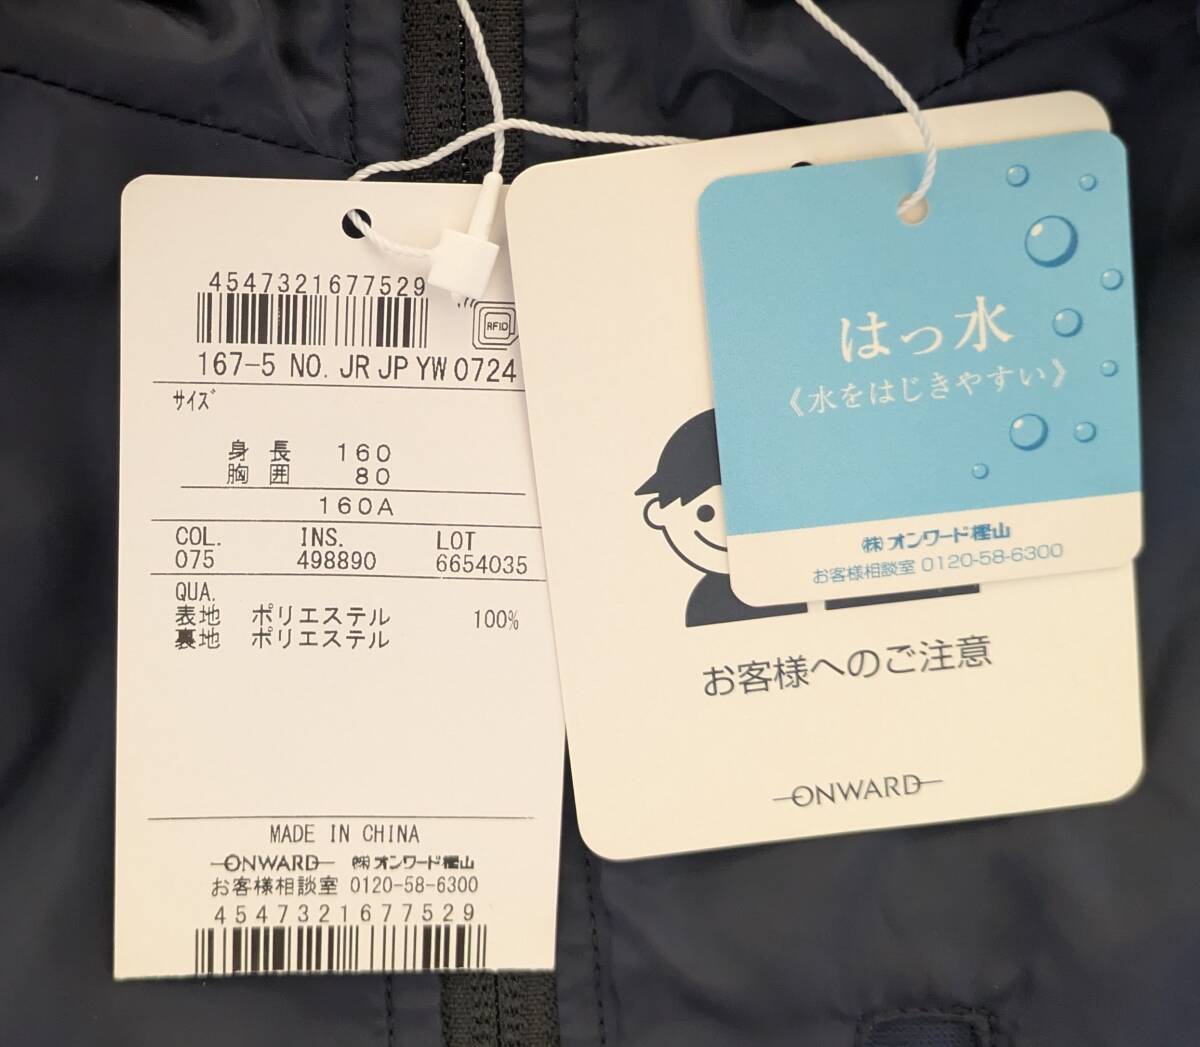 4547321677529
RFID
167-5 NO. JR JP YW 0724
サイズ
身長 160
胸囲 80
160A
COL. INS. LOT
075 498890 6654035
QUA.
表地 ポリエステル 100%
裏地 ポリエステル
MADE IN CHINA
ONWARD ㈱オンワード樫山
お客様相談室 0120-58-6300
4547321677529
はっ水
《水をはじきやすい》
㈱オンワード樫山
お客様相談室 0120-58-6300
お客様へのご注意
ONWARD